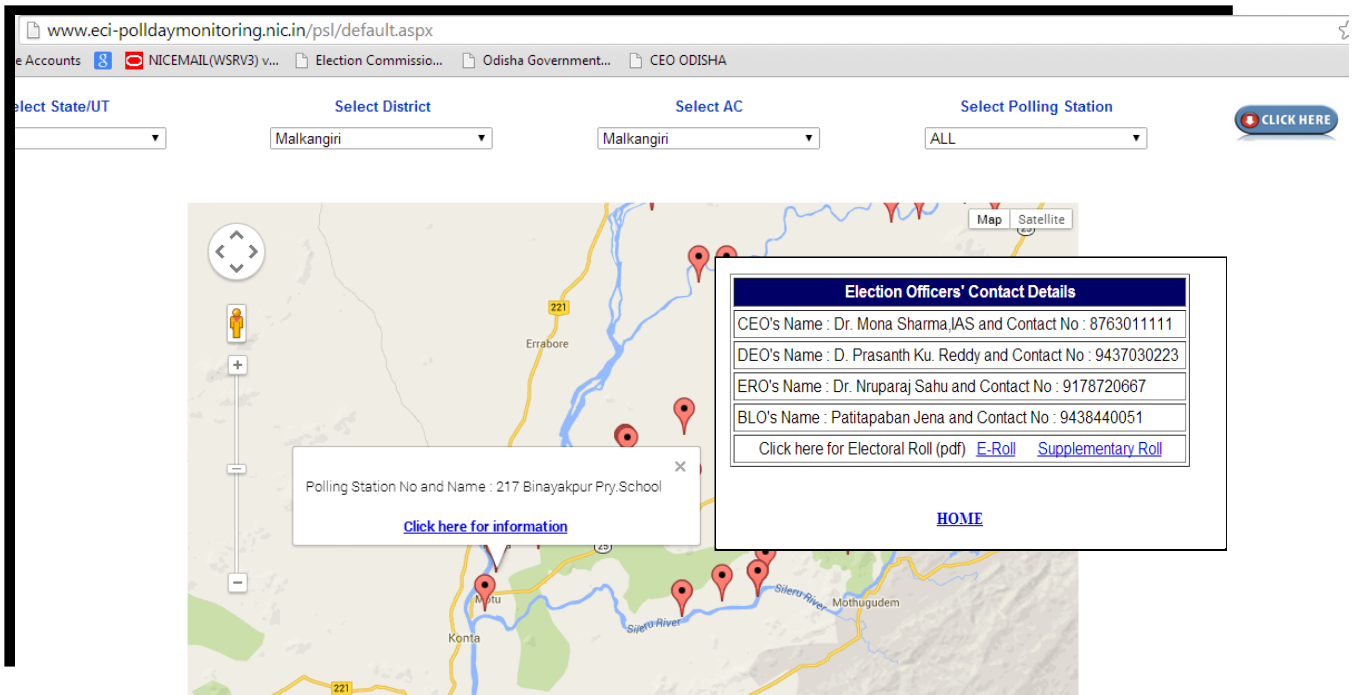 www.eci-polldaymonitoring.nic.in/psl/default.aspx
e Accounts NICEMAIL(WSRV3) v... Election Commissio... Odisha Government... CEO ODISHA
elect State/UT Select District Select AC Select Polling Station
CLICK HERE
Malkangiri Malkangiri ALL
Map Satellite
221
Errabore
Election Officers' Contact Details
CEO's Name : Dr. Mona Sharma,IAS and Contact No : 8763011111
DEO's Name : D. Prasanth Ku. Reddy and Contact No : 9437030223
ERO's Name : Dr. Nruparaj Sahu and Contact No : 9178720667
BLO's Name : Patitapaban Jena and Contact No : 9438440051
Click here for Electoral Roll (pdf) E-Roll Supplementary Roll
HOME
Polling Station No and Name : 217 Binayakpur Pry.School
Click here for information
25
Motu
Sileru River
Mothugudem
Sileru River
Konta
221